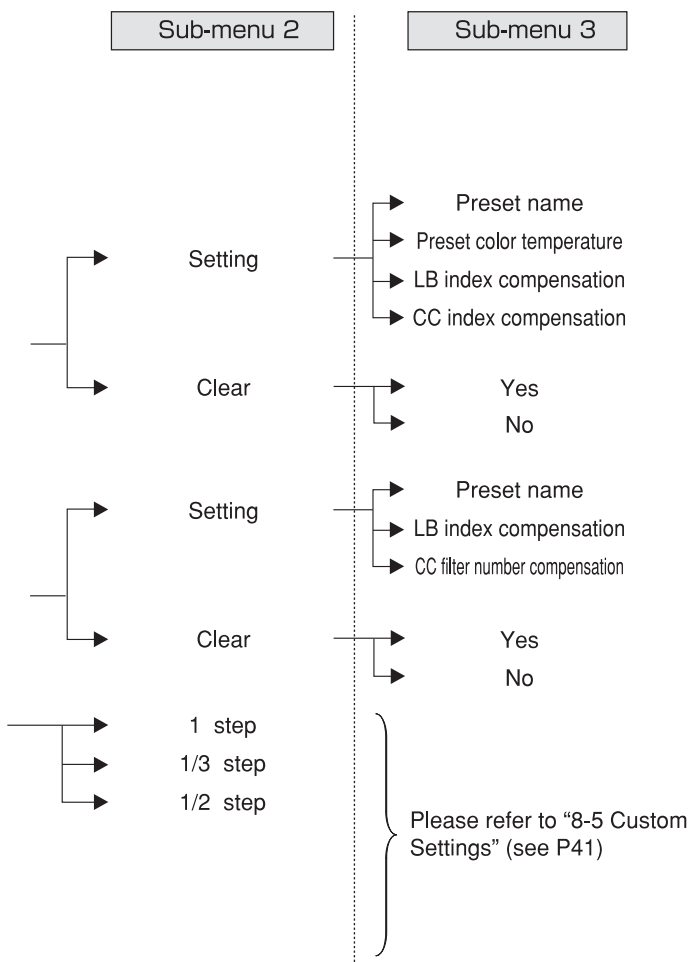 Sub-menu 2
Sub-menu 3
Setting
Preset name
Preset color temperature
LB index compensation
CC index compensation
Clear
Yes
No
Setting
Preset name
LB index compensation
CC filter number compensation
Clear
Yes
No
1 step
1/3 step
1/2 step
Please refer to “8-5 Custom
Settings” (see P41)